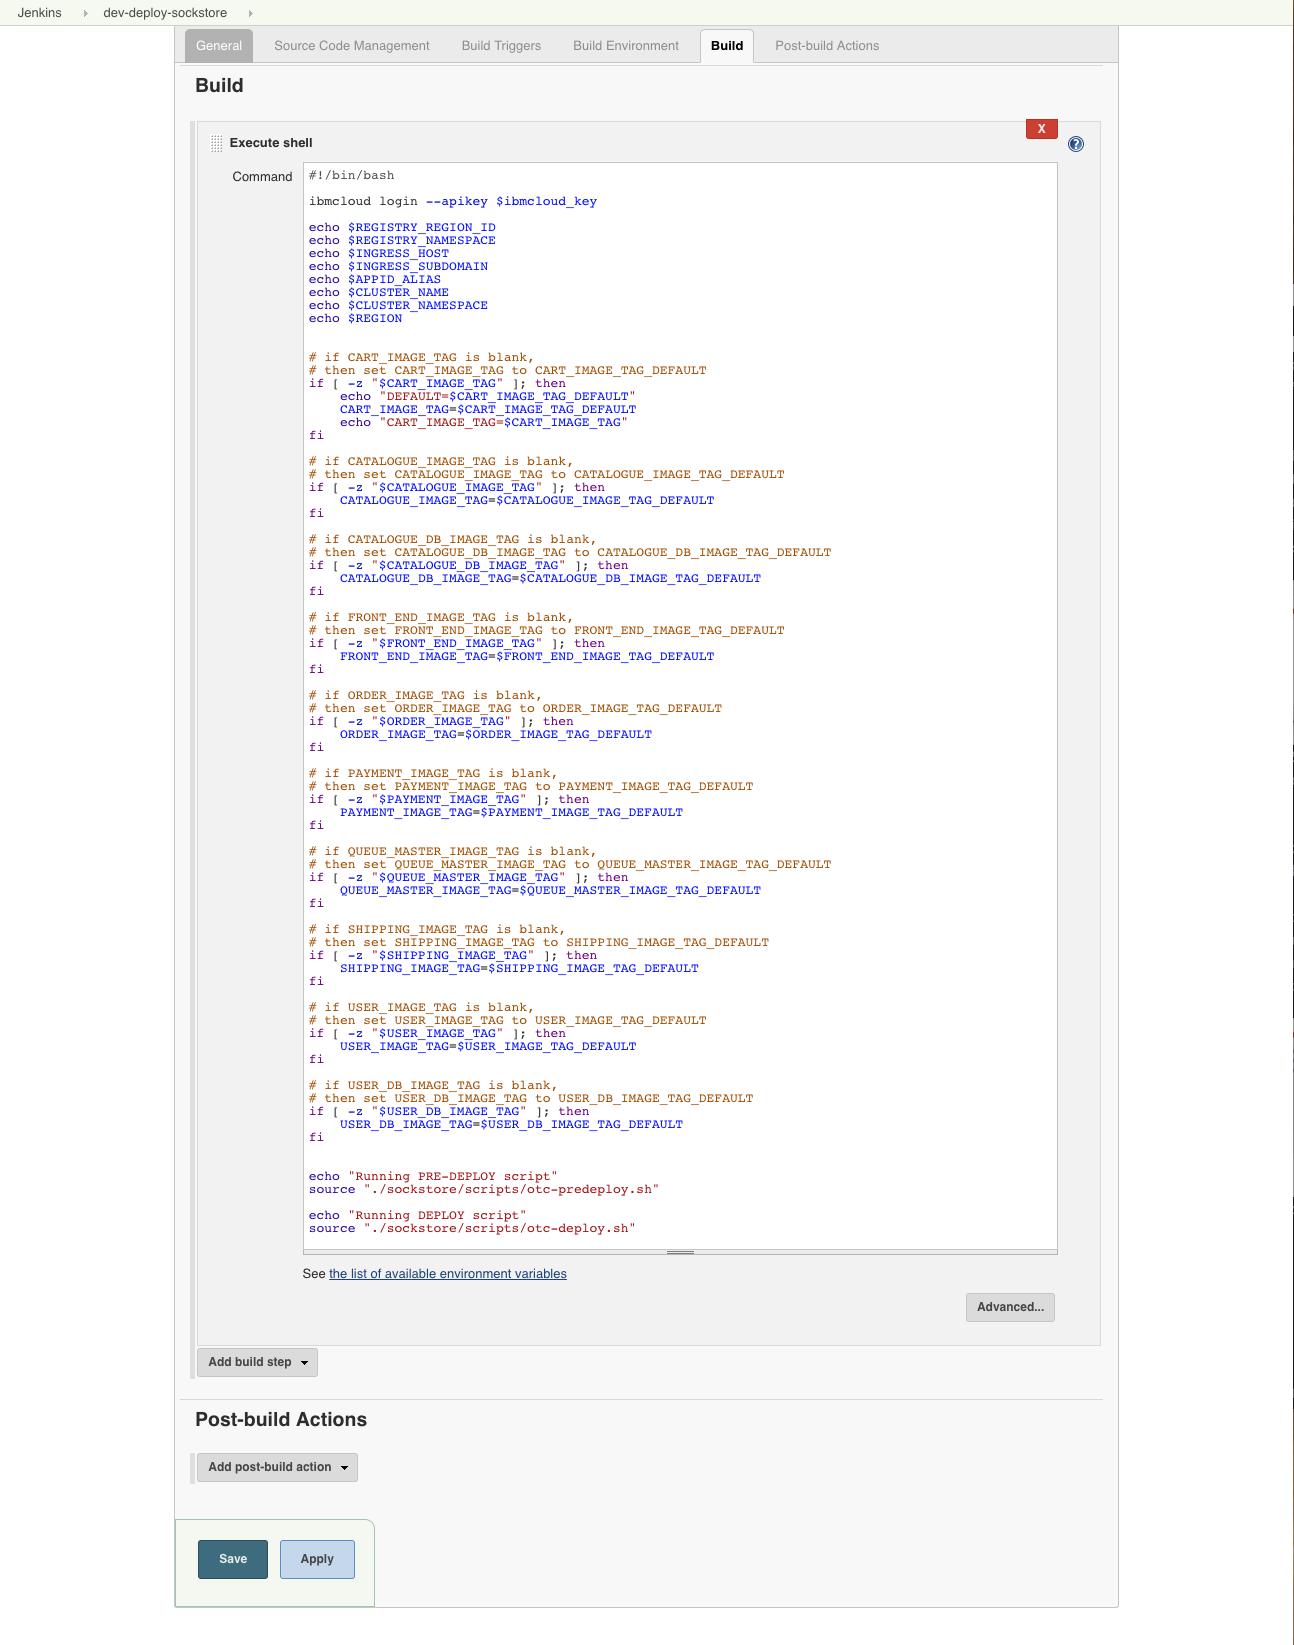 Jenkins dev-deploy-sockstore
General Source Code Management Build Triggers Build Environment Build Post-build Actions
Build
X
Execute shell
?
Command
#!/bin/bash
ibmcloud login --apikey $ibmcloud_key
echo $REGISTRY_REGION_ID
echo $REGISTRY_NAMESPACE
echo $INGRESS_HOST
echo $INGRESS_SUBDOMAIN
echo $APPID_ALIAS
echo $CLUSTER_NAME
echo $CLUSTER_NAMESPACE
echo $REGION
# if CART_IMAGE_TAG is blank,
# then set CART_IMAGE_TAG to CART_IMAGE_TAG_DEFAULT
if [ -z "$CART_IMAGE_TAG" ]; then
    echo "DEFAULT=$CART_IMAGE_TAG_DEFAULT"
    CART_IMAGE_TAG=$CART_IMAGE_TAG_DEFAULT
    echo "CART_IMAGE_TAG=$CART_IMAGE_TAG"
fi
# if CATALOGUE_IMAGE_TAG is blank,
# then set CATALOGUE_IMAGE_TAG to CATALOGUE_IMAGE_TAG_DEFAULT
if [ -z "$CATALOGUE_IMAGE_TAG" ]; then
    CATALOGUE_IMAGE_TAG=$CATALOGUE_IMAGE_TAG_DEFAULT
fi
# if CATALOGUE_DB_IMAGE_TAG is blank,
# then set CATALOGUE_DB_IMAGE_TAG to CATALOGUE_DB_IMAGE_TAG_DEFAULT
if [ -z "$CATALOGUE_DB_IMAGE_TAG" ]; then
    CATALOGUE_DB_IMAGE_TAG=$CATALOGUE_DB_IMAGE_TAG_DEFAULT
fi
# if FRONT_END_IMAGE_TAG is blank,
# then set FRONT_END_IMAGE_TAG to FRONT_END_IMAGE_TAG_DEFAULT
if [ -z "$FRONT_END_IMAGE_TAG" ]; then
    FRONT_END_IMAGE_TAG=$FRONT_END_IMAGE_TAG_DEFAULT
fi
# if ORDER_IMAGE_TAG is blank,
# then set ORDER_IMAGE_TAG to ORDER_IMAGE_TAG_DEFAULT
if [ -z "$ORDER_IMAGE_TAG" ]; then
    ORDER_IMAGE_TAG=$ORDER_IMAGE_TAG_DEFAULT
fi
# if PAYMENT_IMAGE_TAG is blank,
# then set PAYMENT_IMAGE_TAG to PAYMENT_IMAGE_TAG_DEFAULT
if [ -z "$PAYMENT_IMAGE_TAG" ]; then
    PAYMENT_IMAGE_TAG=$PAYMENT_IMAGE_TAG_DEFAULT
fi
# if QUEUE_MASTER_IMAGE_TAG is blank,
# then set QUEUE_MASTER_IMAGE_TAG to QUEUE_MASTER_IMAGE_TAG_DEFAULT
if [ -z "$QUEUE_MASTER_IMAGE_TAG" ]; then
    QUEUE_MASTER_IMAGE_TAG=$QUEUE_MASTER_IMAGE_TAG_DEFAULT
fi
# if SHIPPING_IMAGE_TAG is blank,
# then set SHIPPING_IMAGE_TAG to SHIPPING_IMAGE_TAG_DEFAULT
if [ -z "$SHIPPING_IMAGE_TAG" ]; then
    SHIPPING_IMAGE_TAG=$SHIPPING_IMAGE_TAG_DEFAULT
fi
# if USER_IMAGE_TAG is blank,
# then set USER_IMAGE_TAG to USER_IMAGE_TAG_DEFAULT
if [ -z "$USER_IMAGE_TAG" ]; then
    USER_IMAGE_TAG=$USER_IMAGE_TAG_DEFAULT
fi
# if USER_DB_IMAGE_TAG is blank,
# then set USER_DB_IMAGE_TAG to USER_DB_IMAGE_TAG_DEFAULT
if [ -z "$USER_DB_IMAGE_TAG" ]; then
    USER_DB_IMAGE_TAG=$USER_DB_IMAGE_TAG_DEFAULT
fi
echo "Running PRE-DEPLOY script"
source "./sockstore/scripts/otc-predeploy.sh"
echo "Running DEPLOY script"
source "./sockstore/scripts/otc-deploy.sh"
See the list of available environment variables
Advanced...
Add build step
Post-build Actions
Add post-build action
Save Apply